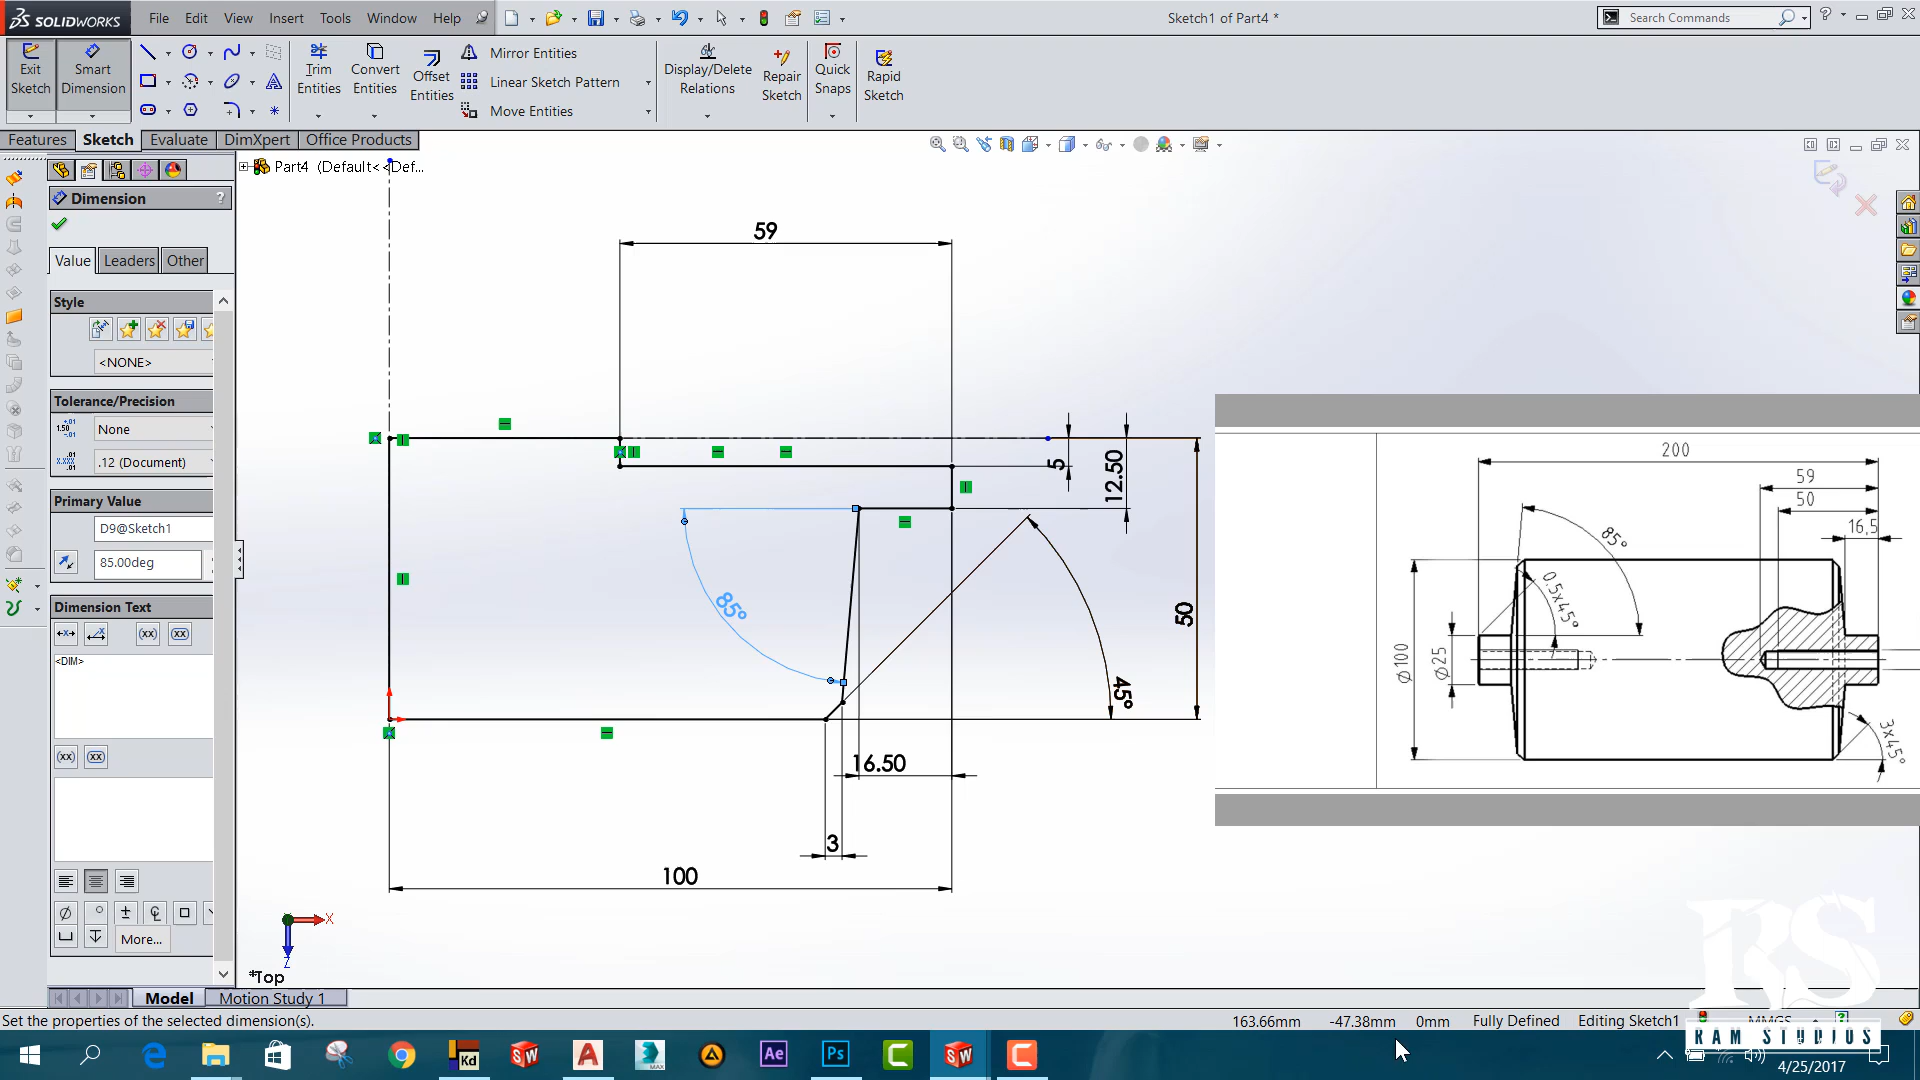 SOLIDWORKS
File Edit View Insert Tools Window Help
Sketch1 of Part4 *
Search Commands
Exit Sketch
Smart Dimension
Trim Entities
Convert Entities
Offset Entities
Mirror Entities
Linear Sketch Pattern
Move Entities
Display/Delete Relations
Repair Sketch
Quick Snaps
Rapid Sketch
Features Sketch Evaluate DimXpert Office Products
Part4 (Default<<Def...
Dimension
?
Value Leaders Other
Style
<NONE>
Tolerance/Precision
None
.12 (Document)
Primary Value
D9@Sketch1
85.00deg
Dimension Text
<DIM>
More...
59
5
12.50
50
85°
45°
16.50
3
100
200
59
50
16,5
85°
0.5x45°
Ø100
Ø25
3x45°
X
Z
*Top
Model Motion Study 1
Set the properties of the selected dimension(s).
163.66mm -47.38mm 0mm Fully Defined Editing Sketch1 MMGS
RS
RAM STUDIUS
4/25/2017